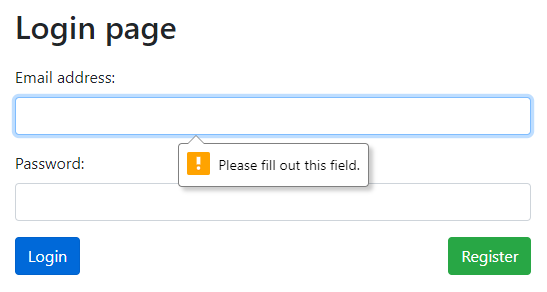 Login page
Email address:
Please fill out this field.
Password:
Login
Register